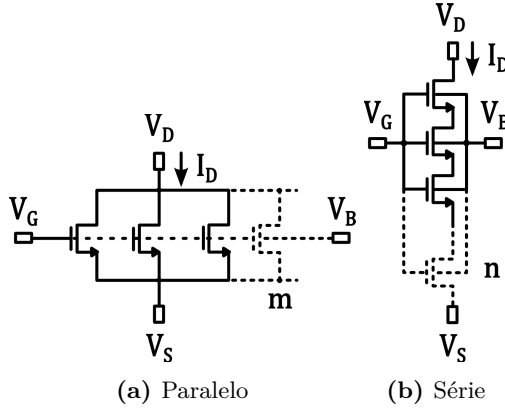 V_D
I_D
V_G
V_B
m
V_S
(a) Paralelo
V_D
I_D
V_G
V_B
n
V_S
(b) Série